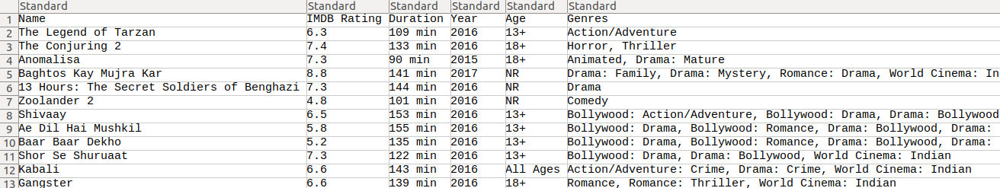 Standard Standard Standard Standard Standard Standard
1 Name IMDB Rating Duration Year Age Genres
2 The Legend of Tarzan 6.3 109 min 2016 13+ Action/Adventure
3 The Conjuring 2 7.4 133 min 2016 18+ Horror, Thriller
4 Anomalisa 7.3 90 min 2015 18+ Animated, Drama: Mature
5 Baghtos Kay Mujra Kar 8.8 141 min 2017 NR Drama: Family, Drama: Mystery, Romance: Drama, World Cinema: In
6 13 Hours: The Secret Soldiers of Benghazi 7.3 144 min 2016 NR Drama
7 Zoolander 2 4.8 101 min 2016 NR Comedy
8 Shivaay 6.5 153 min 2016 13+ Bollywood: Action/Adventure, Bollywood: Drama, Drama: Bollywood
9 Ae Dil Hai Mushkil 5.8 155 min 2016 13+ Bollywood: Drama, Bollywood: Romance, Drama: Bollywood, Drama:
10 Baar Baar Dekho 5.2 135 min 2016 13+ Bollywood: Drama, Bollywood: Romance, Drama: Bollywood, Drama:
11 Shor Se Shuruaat 7.3 122 min 2016 13+ Bollywood: Drama, Drama: Bollywood, World Cinema: Indian
12 Kabali 6.6 143 min 2016 All Ages Action/Adventure: Crime, Drama: Crime, World Cinema: Indian
13 Gangster 6.6 139 min 2016 18+ Romance, Romance: Thriller, World Cinema: Indian